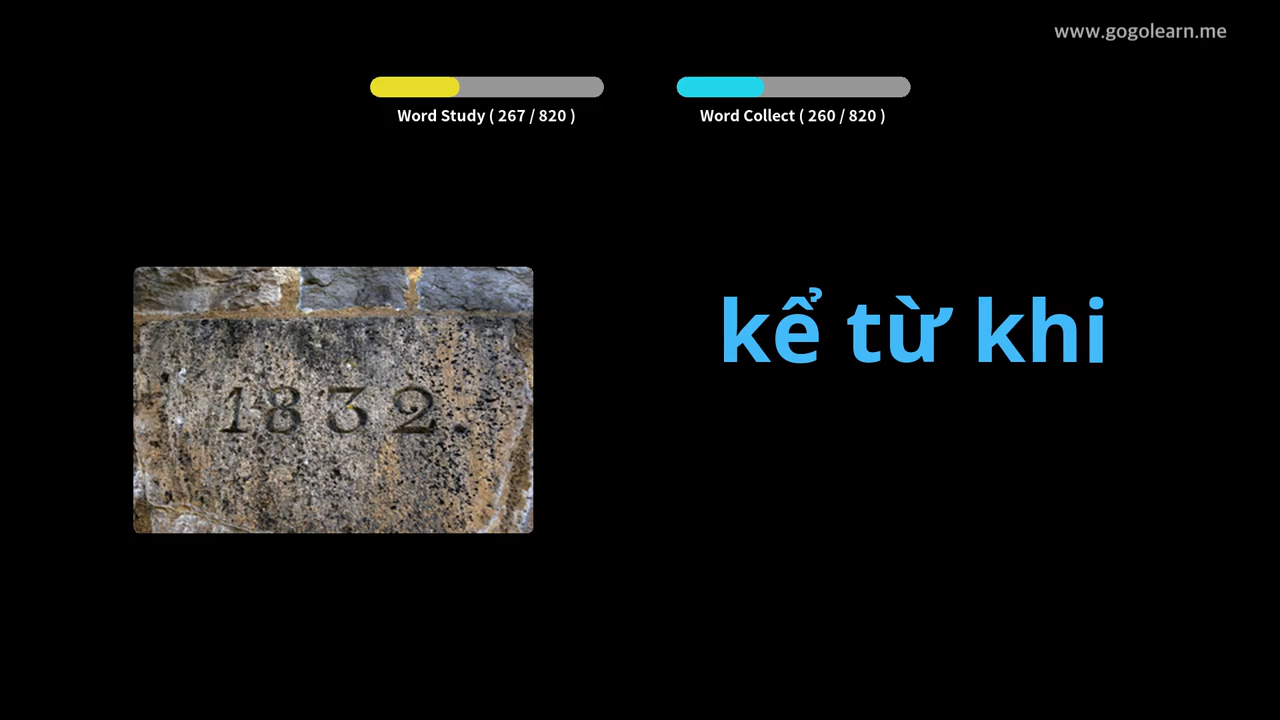 www.gogolearn.me
Word Study ( 267 / 820 )
Word Collect ( 260 / 820 )
kể từ khi
1832.